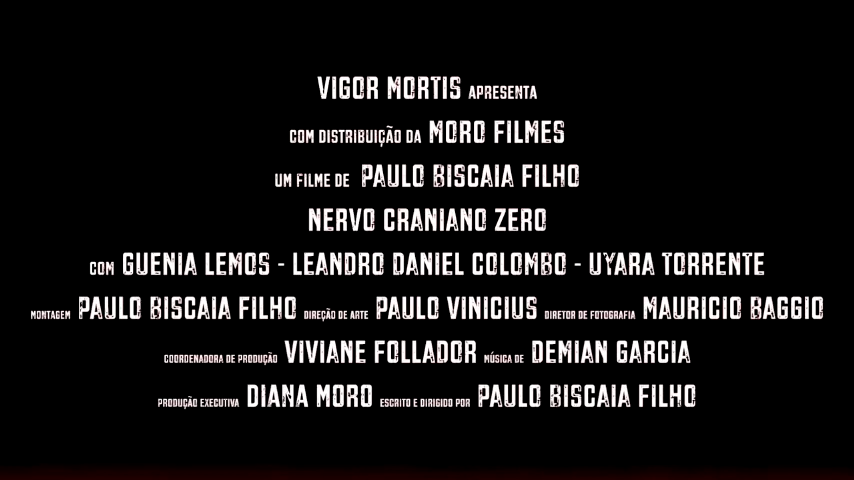 VIGOR MORTIS APRESENTA
COM DISTRIBUIÇÃO DA MORO FILMES
UM FILME DE PAULO BISCAIA FILHO
NERVO CRANIANO ZERO
COM GUENIA LEMOS - LEANDRO DANIEL COLOMBO - UYARA TORRENTE
MONTAGEM PAULO BISCAIA FILHO DIREÇÃO DE ARTE PAULO VINICIUS DIRETOR DE FOTOGRAFIA MAURICIO BAGGIO
COORDENADORA DE PRODUÇÃO VIVIANE FOLLADOR MÚSICA DE DEMIAN GARCIA
PRODUÇÃO EXECUTIVA DIANA MORO ESCRITO E DIRIGIDO POR PAULO BISCAIA FILHO